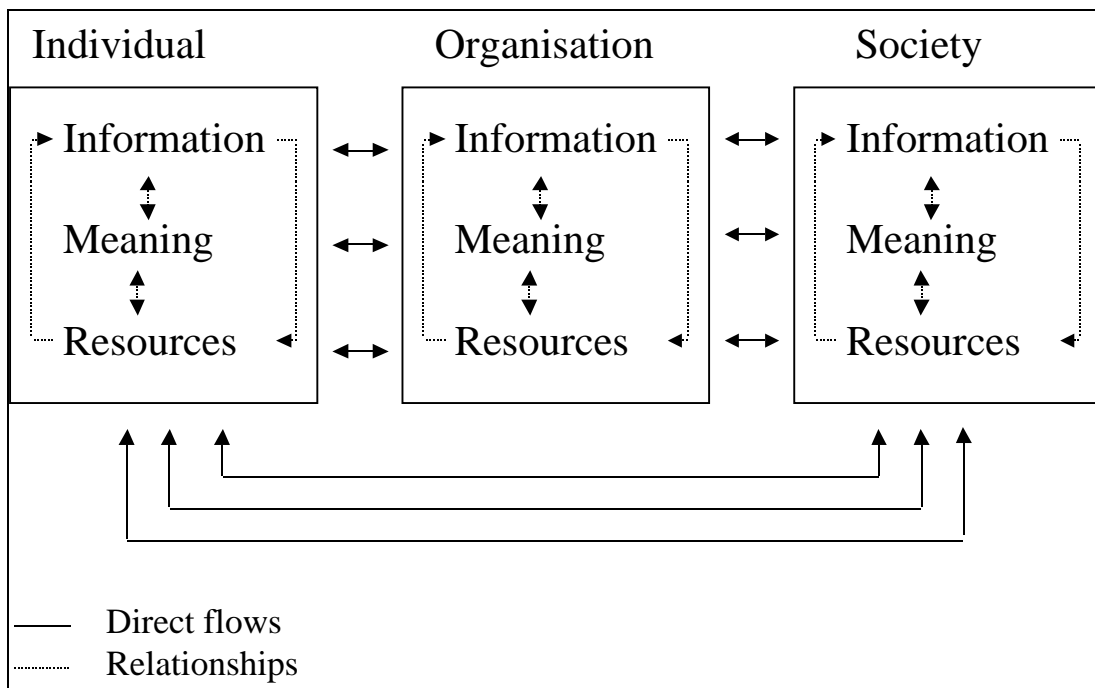 Individual Organisation Society
Information Information Information
Meaning Meaning Meaning
Resources Resources Resources
Direct flows
Relationships